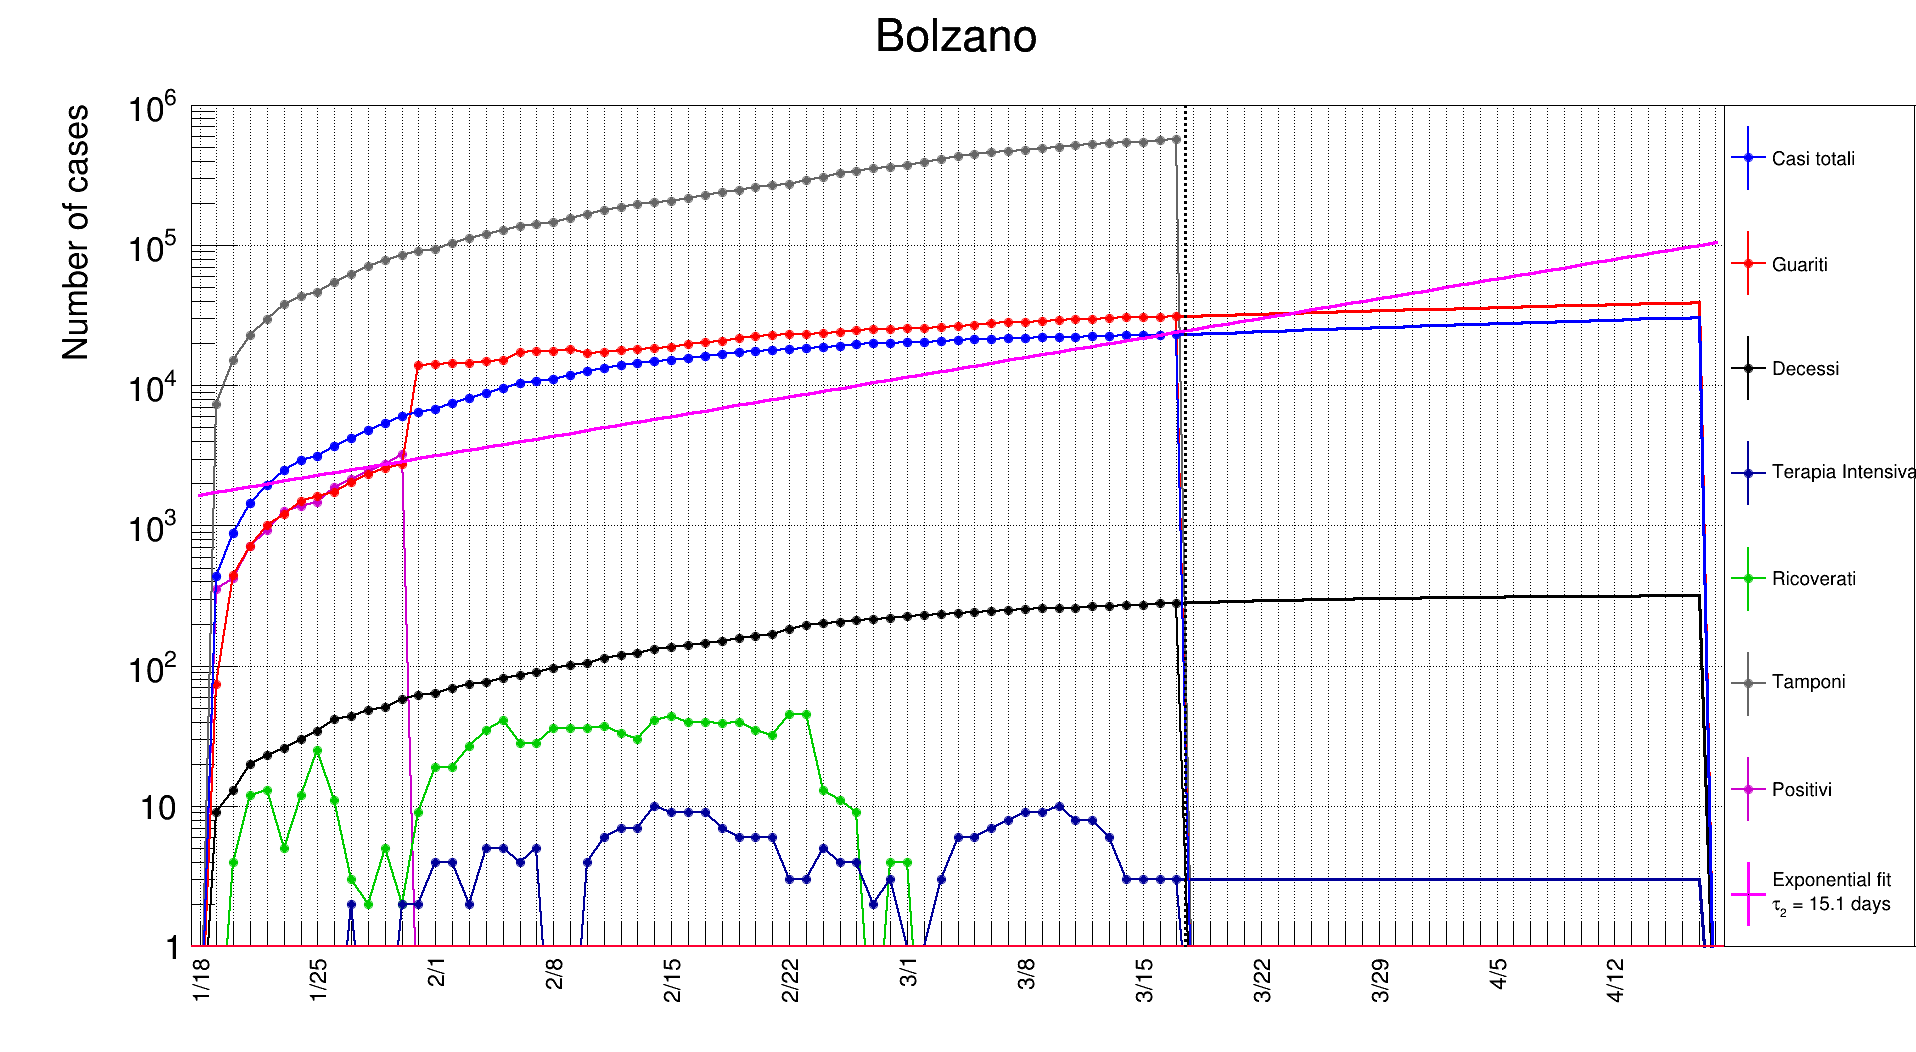 Bolzano
Number of cases
10^6
10^5
10^4
10^3
10^2
10
1
1/18
1/25
2/1
2/8
2/15
2/22
3/1
3/8
3/15
3/22
3/29
4/5
4/12
Casi totali
Guariti
Decessi
Terapia Intensiva
Ricoverati
Tamponi
Positivi
Exponential fit
τ₂ = 15.1 days